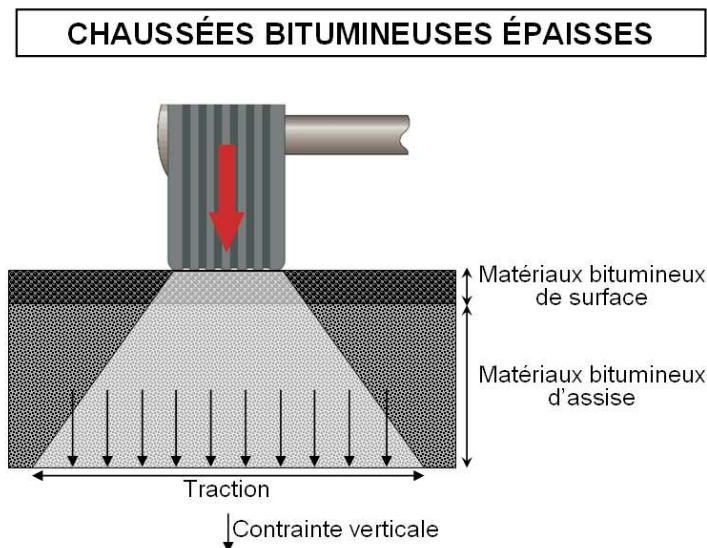 CHAUSSÉES BITUMINEUSES ÉPAISSES
Matériaux bitumineux
de surface
Matériaux bitumineux
d'assise
Traction
Contrainte verticale